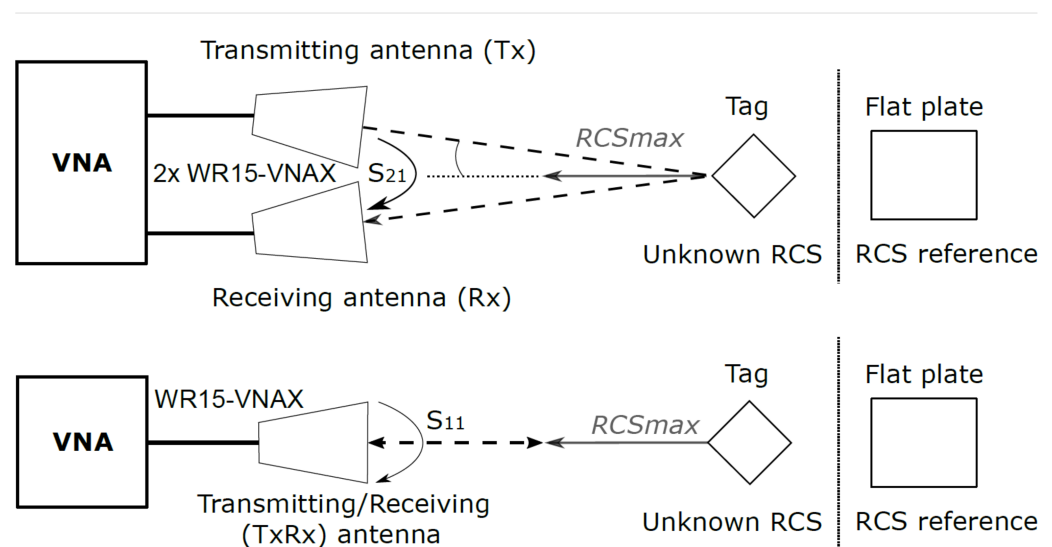 Transmitting antenna (Tx)
VNA
2x WR15-VNAX
S21
RCSmax
Tag
Flat plate
Unknown RCS
RCS reference
Receiving antenna (Rx)
VNA
WR15-VNAX
S11
RCSmax
Tag
Flat plate
Transmitting/Receiving
(TxRx) antenna
Unknown RCS
RCS reference